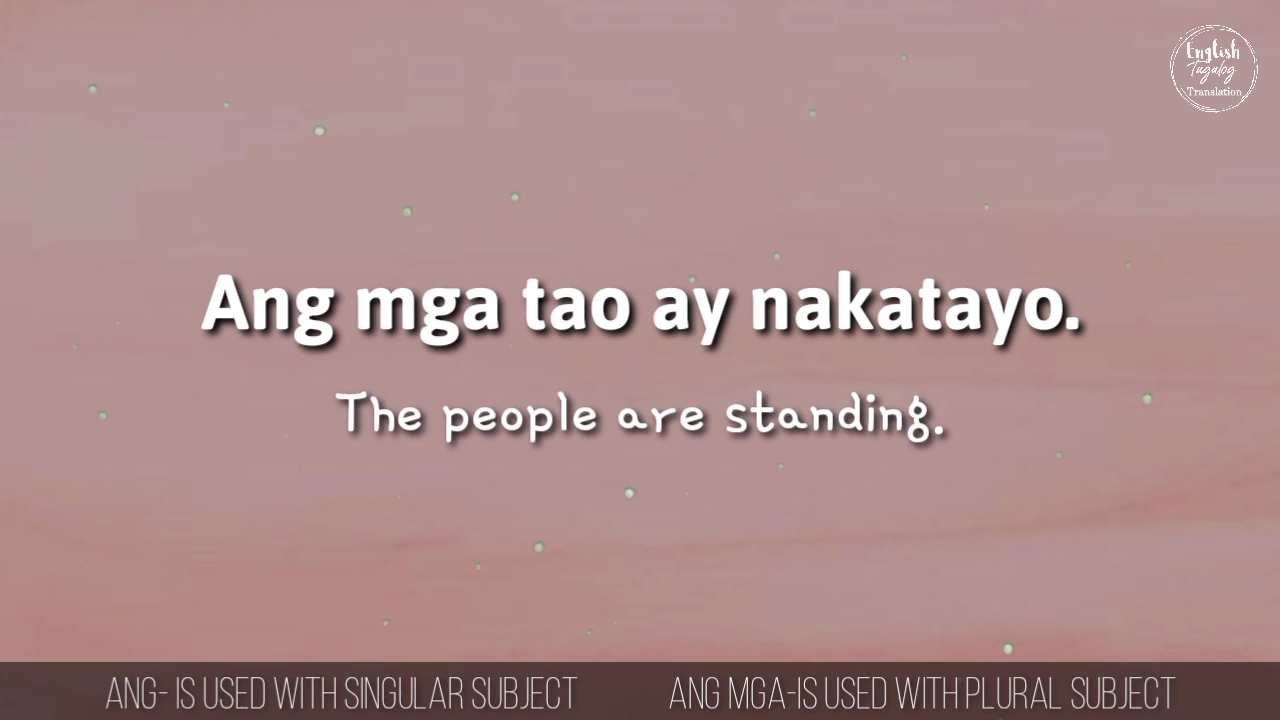 English
Tagalog
Translation
Ang mga tao ay nakatayo.
The people are standing.
ANG- IS USED WITH SINGULAR SUBJECT
ANG MGA-IS USED WITH PLURAL SUBJECT